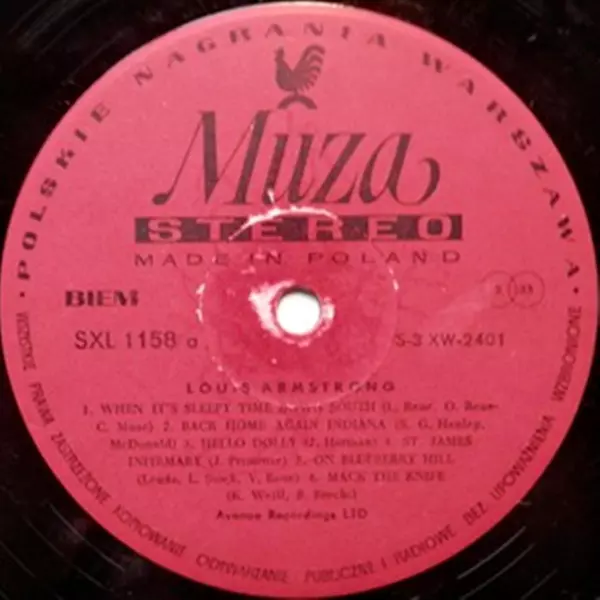 POLSKIE NAGRANIA WARSZAWA
Muza
STEREO
MADE IN POLAND
BIEM
33
SXL 1158 a
S-3 XW-2401
LOUIS ARMSTRONG
1. WHEN IT'S SLEEPY TIME DOWN SOUTH (L. Rene, O. Rene-
C. Muse) 2. BACK HOME AGAIN INDIANA (S. G. Henley,
McDonald) 3. HELLO DOLLY (J. Herman) 4. ST. JAMES
INFIRMARY (J. Primrose) 5. ON BLUEBERRY HILL
(Louds, L. Stock, V. Rose) 6. MACK THE KNIFE
(K. Weill, B. Brecht)
Avenue Recordings LTD
WSZELKIE PRAWA ZASTRZEŻONE KOPIOWANIE ODTWARZANIE PUBLICZNE I RADIOWE BEZ UPOWAŻNIENIA WZBRONIONE